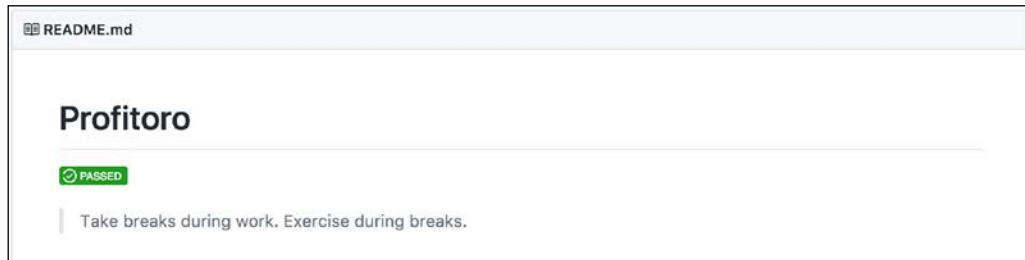 README.md
Profitoro
PASSED
Take breaks during work. Exercise during breaks.